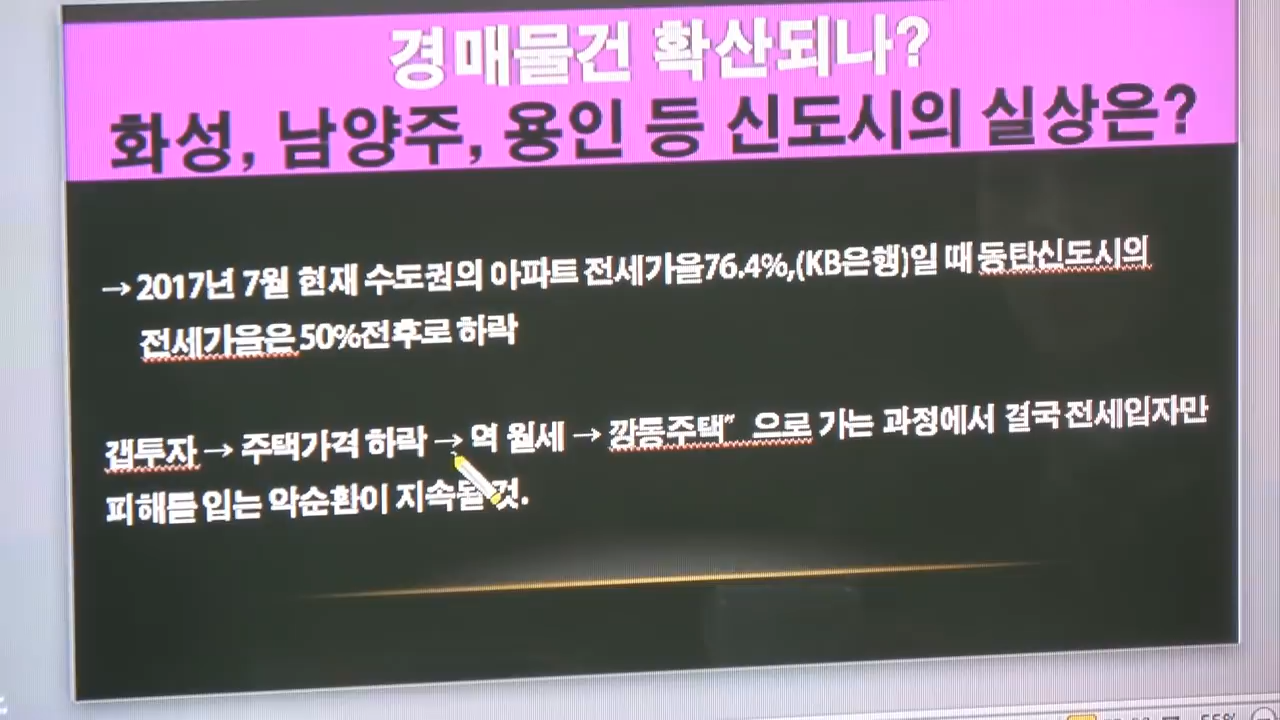 경매물건 확산되나?
화성, 남양주, 용인 등 신도시의 실상은?
→ 2017년 7월 현재 수도권의 아파트 전세가율76.4%,(KB은행)일 때 동탄신도시의
전세가율은 50%전후로 하락
갭투자 → 주택가격 하락 → 역 월세 → 깡통주택” 으로 가는 과정에서 결국 전세입자만
피해를 입는 악순환이 지속될 것.
55%